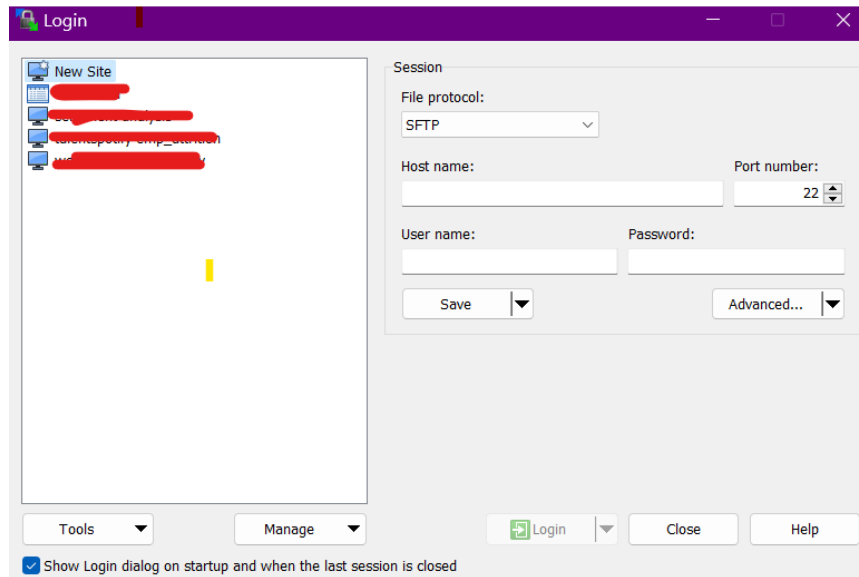 Login
New Site
Session
File protocol:
SFTP
Host name:
Port number:
22
User name:
Password:
Save
Advanced...
Tools
Manage
Login
Close
Help
Show Login dialog on startup and when the last session is closed